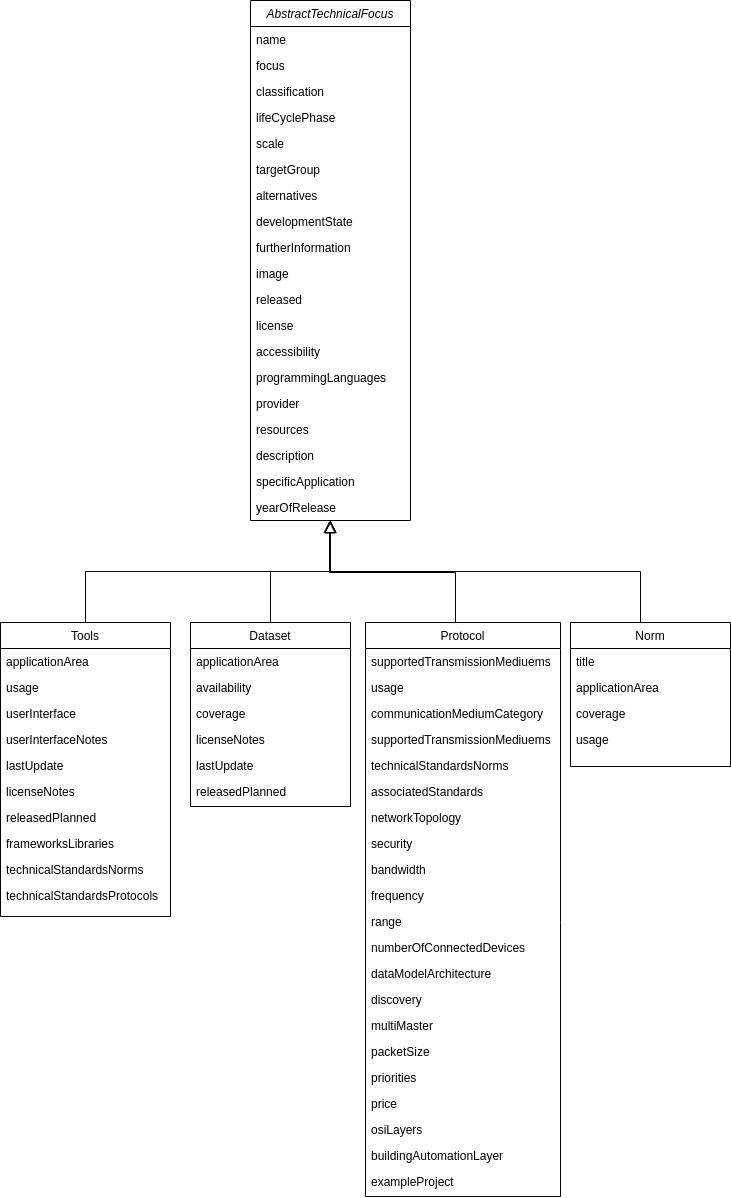 AbstractTechnicalFocus
name
focus
classification
lifeCyclePhase
scale
targetGroup
alternatives
developmentState
furtherInformation
image
released
license
accessibility
programmingLanguages
provider
resources
description
specificApplication
yearOfRelease
Tools
applicationArea
usage
userInterface
userInterfaceNotes
lastUpdate
licenseNotes
releasedPlanned
frameworksLibraries
technicalStandardsNorms
technicalStandardsProtocols
Dataset
applicationArea
availability
coverage
licenseNotes
lastUpdate
releasedPlanned
Protocol
supportedTransmissionMediuems
usage
communicationMediumCategory
supportedTransmissionMediuems
technicalStandardsNorms
associatedStandards
networkTopology
security
bandwidth
frequency
range
numberOfConnectedDevices
dataModelArchitecture
discovery
multiMaster
packetSize
priorities
price
osiLayers
buildingAutomationLayer
exampleProject
Norm
title
applicationArea
coverage
usage